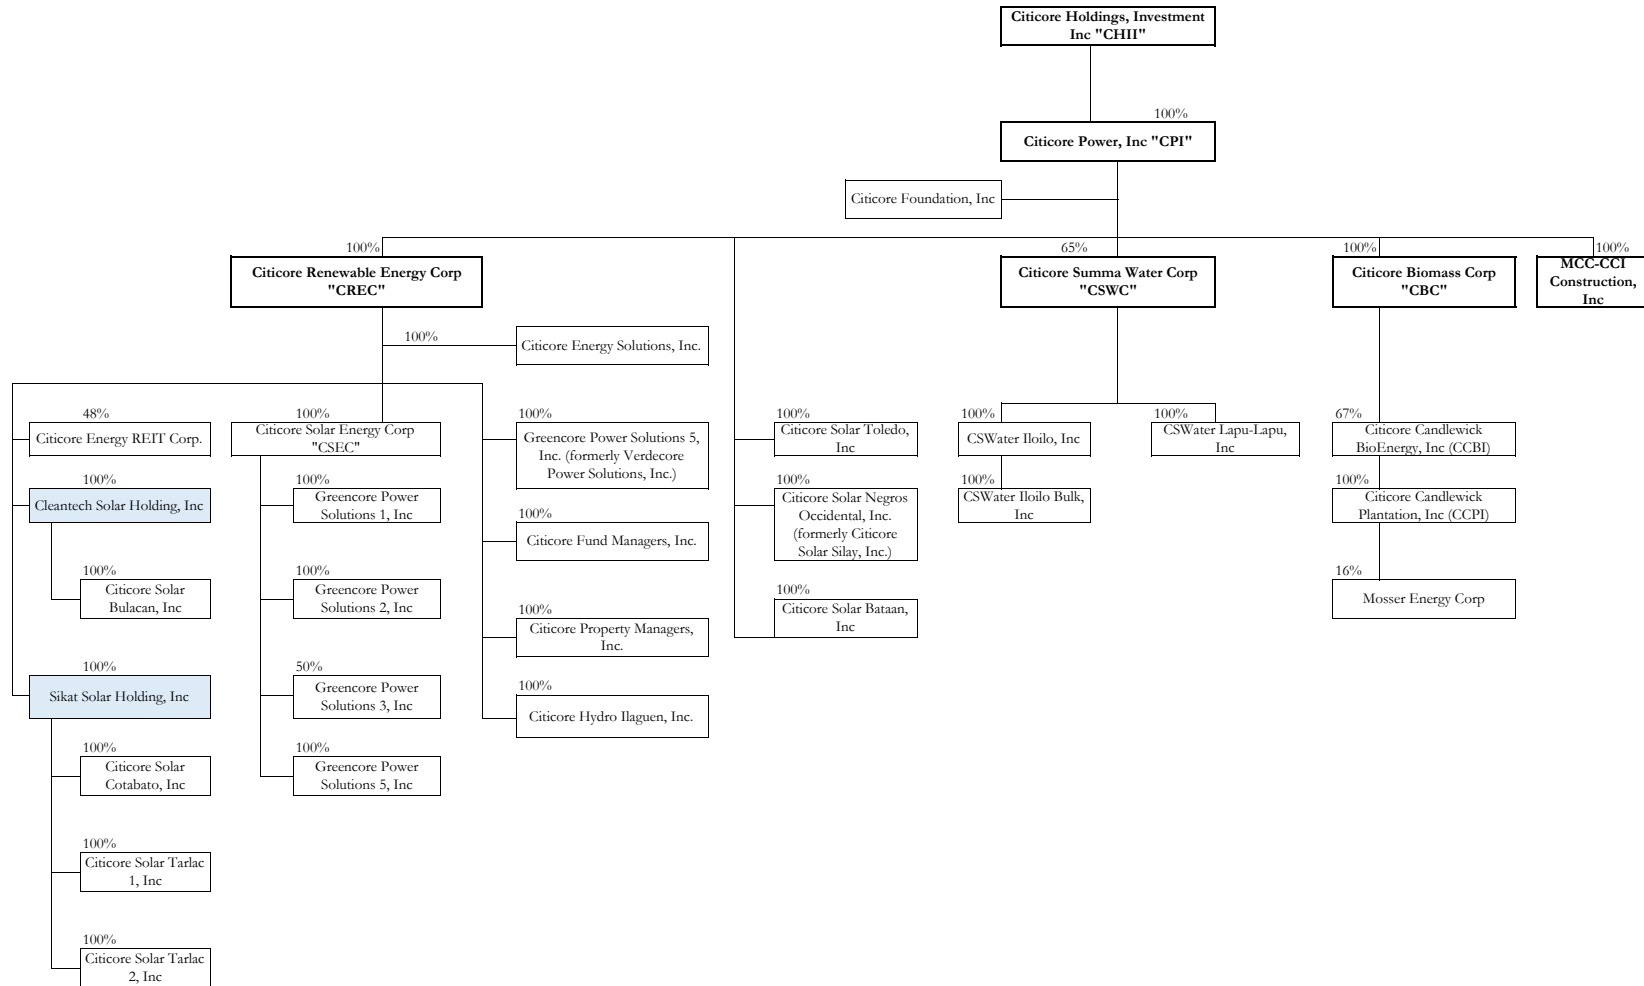 Citicore Holdings, Investment
Inc "CHII"
100%
Citicore Power, Inc "CPI"
Citicore Foundation, Inc
100%
65%
100%
100%
Citicore Renewable Energy Corp
"CREC"
Citicore Summa Water Corp
"CSWC"
Citicore Biomass Corp
"CBC"
MCC-CCI
Construction,
Inc
100%
Citicore Energy Solutions, Inc.
48%
Citicore Energy REIT Corp.
100%
Cleantech Solar Holding, Inc
100%
Citicore Solar
Bulacan, Inc
100%
Sikat Solar Holding, Inc
100%
Citicore Solar
Cotabato, Inc
100%
Citicore Solar Tarlac
1, Inc
100%
Citicore Solar Tarlac
2, Inc
100%
Citicore Solar Energy Corp
"CSEC"
100%
Greencore Power
Solutions 1, Inc
100%
Greencore Power
Solutions 2, Inc
50%
Greencore Power
Solutions 3, Inc
100%
Greencore Power
Solutions 5, Inc
100%
Greencore Power Solutions 5,
Inc. (formerly Verdecore
Power Solutions, Inc.)
100%
Citicore Fund Managers, Inc.
100%
Citicore Property Managers,
Inc.
100%
Citicore Hydro Ilaguen, Inc.
100%
Citicore Solar Toledo,
Inc
100%
Citicore Solar Negros
Occidental, Inc.
(formerly Citicore
Solar Silay, Inc.)
100%
Citicore Solar Bataan,
Inc
100%
CSWater Iloilo, Inc
100%
CSWater Iloilo Bulk,
Inc
100%
CSWater Lapu-Lapu,
Inc
67%
Citicore Candlewick
BioEnergy, Inc (CCBI)
100%
Citicore Candlewick
Plantation, Inc (CCPI)
16%
Mosser Energy Corp